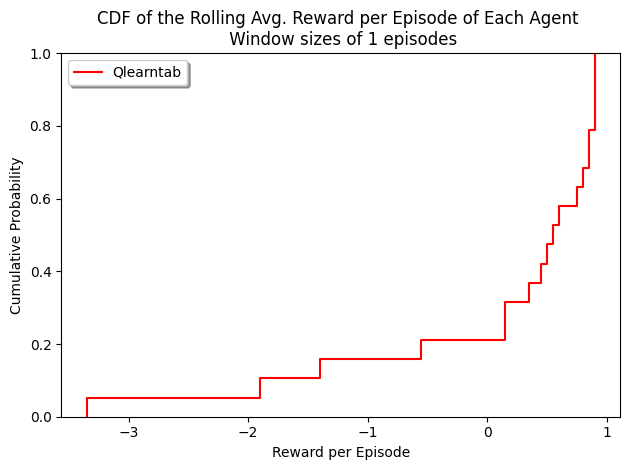 CDF of the Rolling Avg. Reward per Episode of Each Agent
Window sizes of 1 episodes
Qlearntab
1.0
0.8
0.6
0.4
0.2
0.0
Cumulative Probability
−3
−2
−1
0
1
Reward per Episode